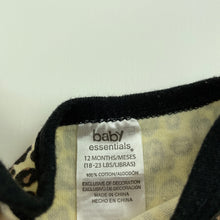 baby
essentials™
12 MONTHS/MESES
(18-23 LBS/LIBRAS)
100% COTTON/ALGODÓN
EXCLUSIVE OF DECORATION
EXCLUSIVO DE DECORACIÓN
MADE IN CHINA
HECHO EN CHINA